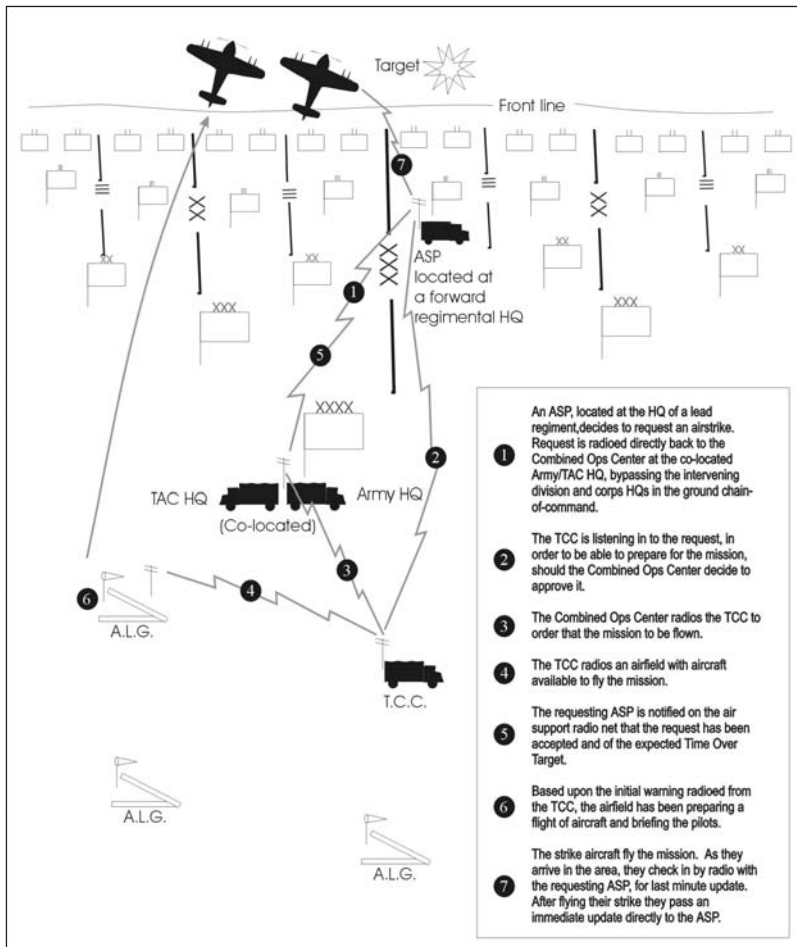 Target
Front line
7
XX
XXX
XX
ASP
located at
a forward
regimental HQ
1
XX
XX
XX
XX
XXX
XXX
5
XXXX
2
TAC HQ
Army HQ
(Co-located)
3
6
4
A.L.G.
T.C.C.
A.L.G.
A.L.G.
1
An ASP, located at the HQ of a lead
regiment,decides to request an airstrike.
Request is radioed directly back to the
Combined Ops Center at the co-located
Army/TAC HQ, bypassing the intervening
division and corps HQs in the ground chain-
of-command.
2
The TCC is listening in to the request, in
order to be able to prepare for the mission,
should the Combined Ops Center decide to
approve it.
3
The Combined Ops Center radios the TCC to
order that the mission to be flown.
4
The TCC radios an airfield with aircraft
available to fly the mission.
5
The requesting ASP is notified on the air
support radio net that the request has been
accepted and of the expected Time Over
Target.
6
Based upon the initial warning radioed from
the TCC, the airfield has been preparing a
flight of aircraft and briefing the pilots.
7
The strike aircraft fly the mission. As they
arrive in the area, they check in by radio with
the requesting ASP, for last minute update.
After flying their strike they pass an
immediate update directly to the ASP.